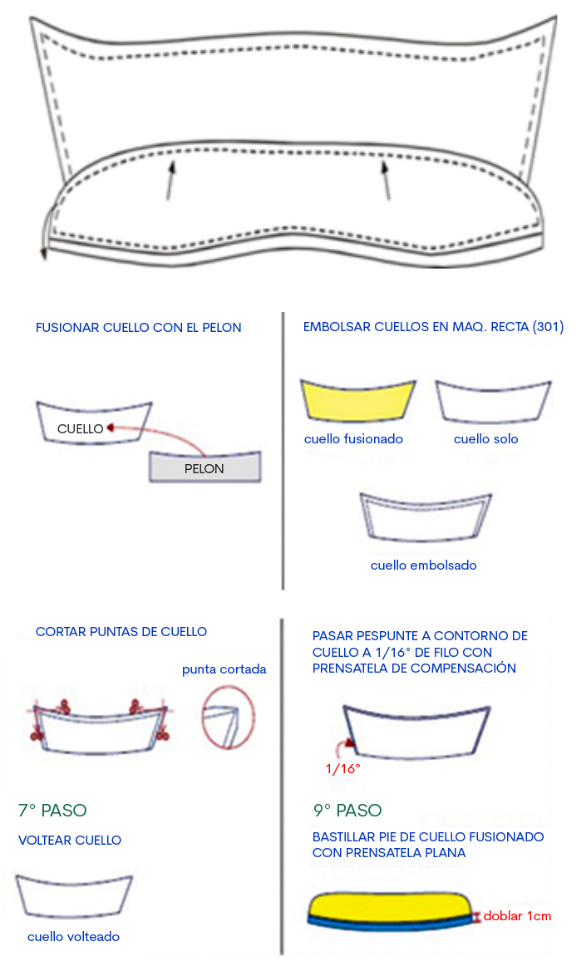 FUSIONAR CUELLO CON EL PELON
CUELLO
PELON
EMBOLSAR CUELLOS EN MAQ. RECTA (301)
cuello fusionado
cuello solo
cuello embolsado
CORTAR PUNTAS DE CUELLO
punta cortada
PASAR PESPUNTE A CONTORNO DE
CUELLO A 1/16° DE FILO CON
PRENSATELA DE COMPENSACIÓN
1/16°
7° PASO
VOLTEAR CUELLO
cuello volteado
9° PASO
BASTILLAR PIE DE CUELLO FUSIONADO
CON PRENSATELA PLANA
doblar 1cm